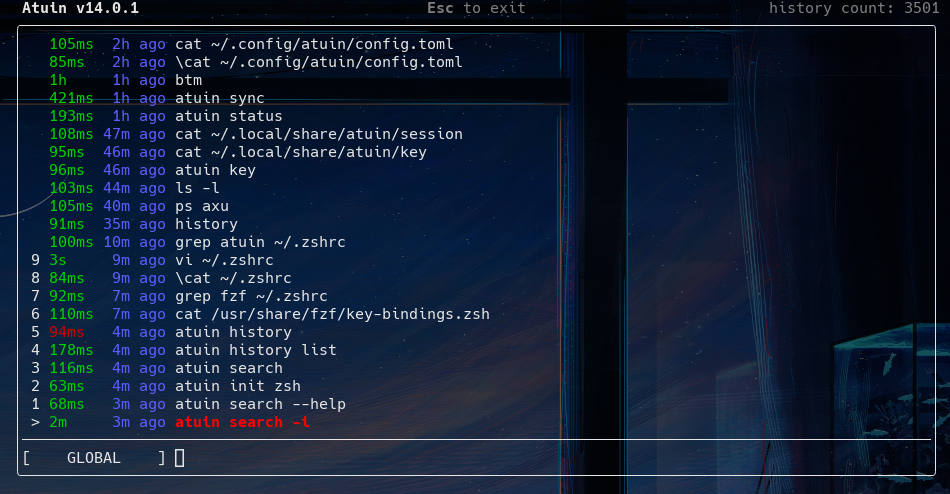 Atuin v14.0.1 Esc to exit history count: 3501
105ms 2h ago cat ~/.config/atuin/config.toml
85ms 2h ago \cat ~/.config/atuin/config.toml
1h 1h ago btm
421ms 1h ago atuin sync
193ms 1h ago atuin status
108ms 47m ago cat ~/.local/share/atuin/session
95ms 46m ago cat ~/.local/share/atuin/key
96ms 46m ago atuin key
103ms 44m ago ls -l
105ms 40m ago ps axu
91ms 35m ago history
100ms 10m ago grep atuin ~/.zshrc
9 3s 9m ago vi ~/.zshrc
8 84ms 9m ago \cat ~/.zshrc
7 92ms 7m ago grep fzf ~/.zshrc
6 110ms 7m ago cat /usr/share/fzf/key-bindings.zsh
5 94ms 4m ago atuin history
4 178ms 4m ago atuin history list
3 116ms 4m ago atuin search
2 63ms 4m ago atuin init zsh
1 68ms 3m ago atuin search --help
> 2m 3m ago atuin search -i
[ GLOBAL ]